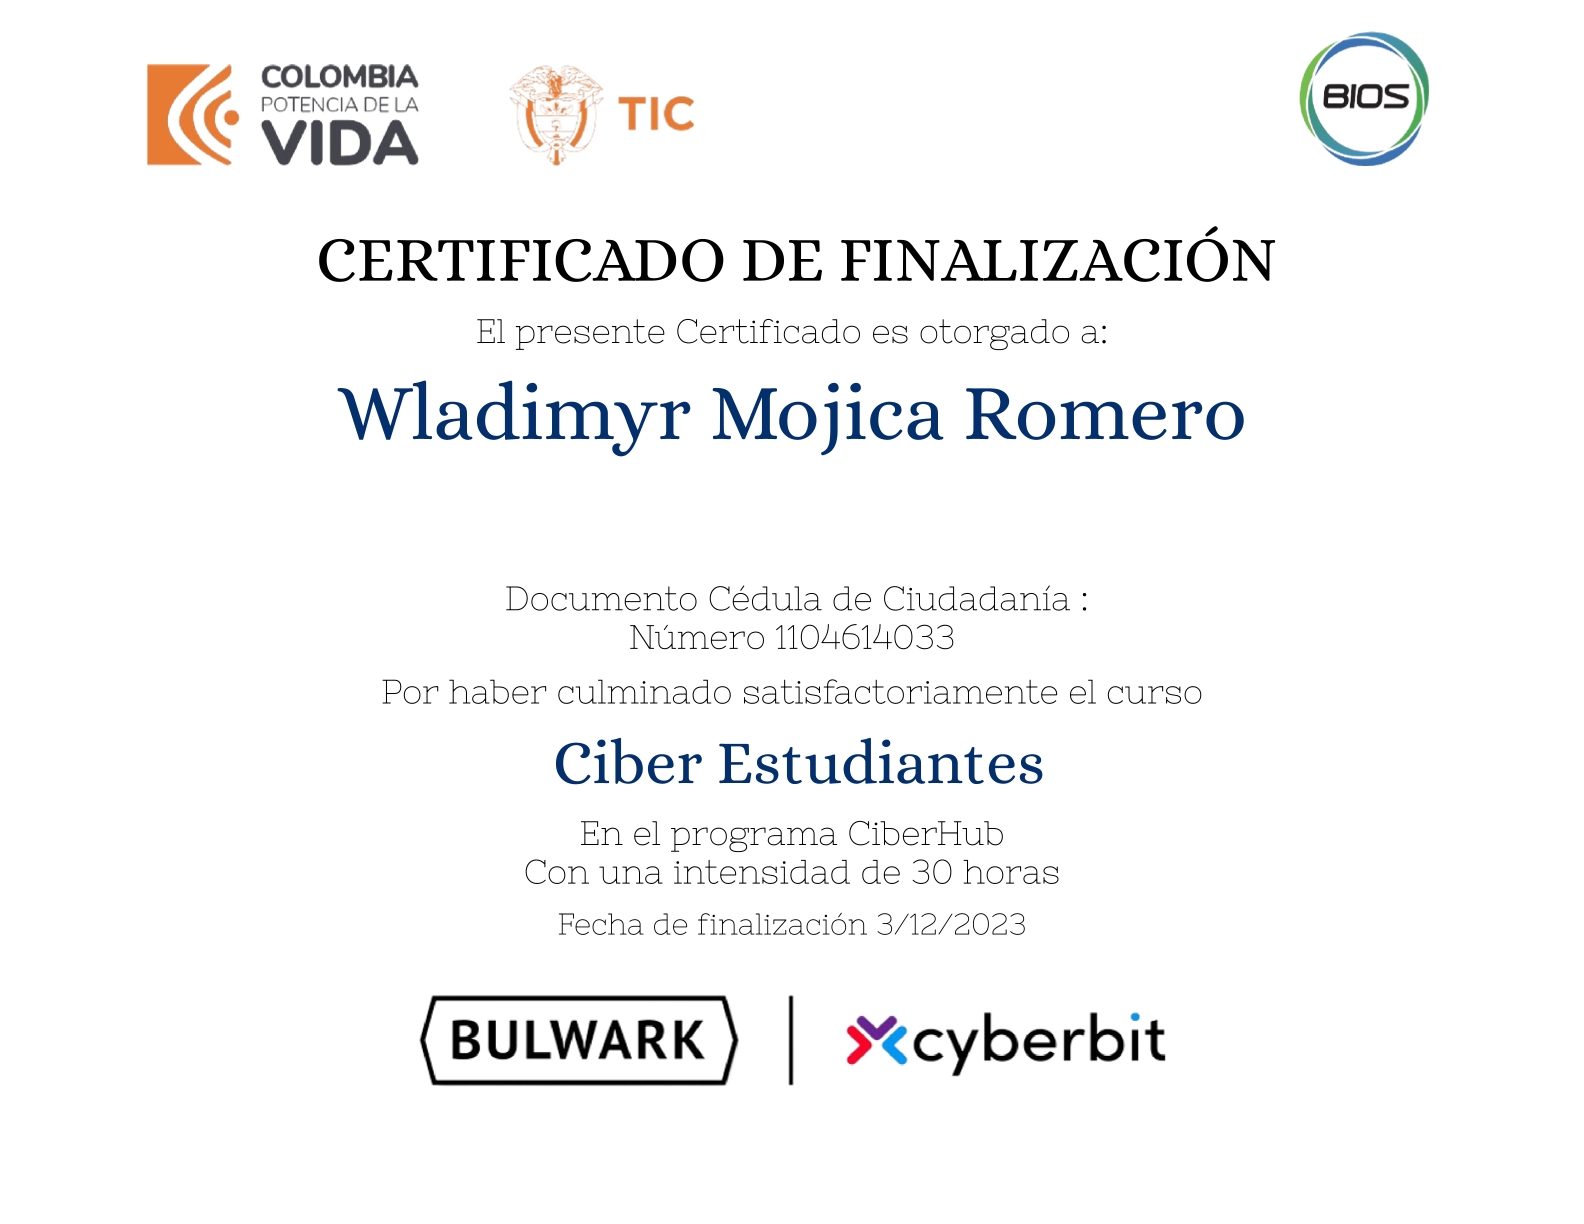 COLOMBIA
POTENCIA DE LA
VIDA
TIC
BIOS
CERTIFICADO DE FINALIZACIÓN
El presente Certificado es otorgado a:
Wladimyr Mojica Romero
Documento Cédula de Ciudadanía :
Número 1104614033
Por haber culminado satisfactoriamente el curso
Ciber Estudiantes
En el programa CiberHub
Con una intensidad de 30 horas
Fecha de finalización 3/12/2023
BULWARK
cyberbit